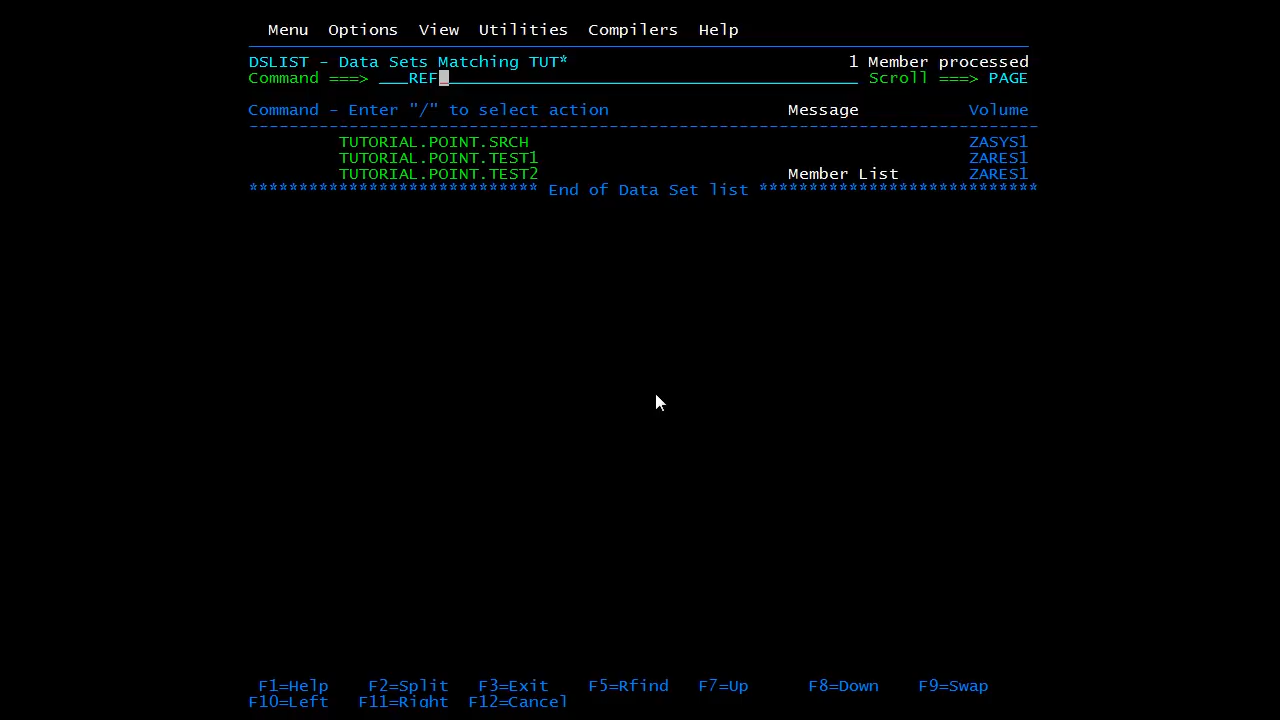 Menu Options View Utilities Compilers Help
DSLIST - Data Sets Matching TUT* 1 Member processed
Command ===> ___REF Scroll ===> PAGE
Command - Enter "/" to select action Message Volume
-------------------------------------------------------------------------------
TUTORIAL.POINT.SRCH ZASYS1
TUTORIAL.POINT.TEST1 ZARES1
TUTORIAL.POINT.TEST2 Member List ZARES1
***************************** End of Data Set list ****************************
F1=Help F2=Split F3=Exit F5=Rfind F7=Up F8=Down F9=Swap
F10=Left F11=Right F12=Cancel